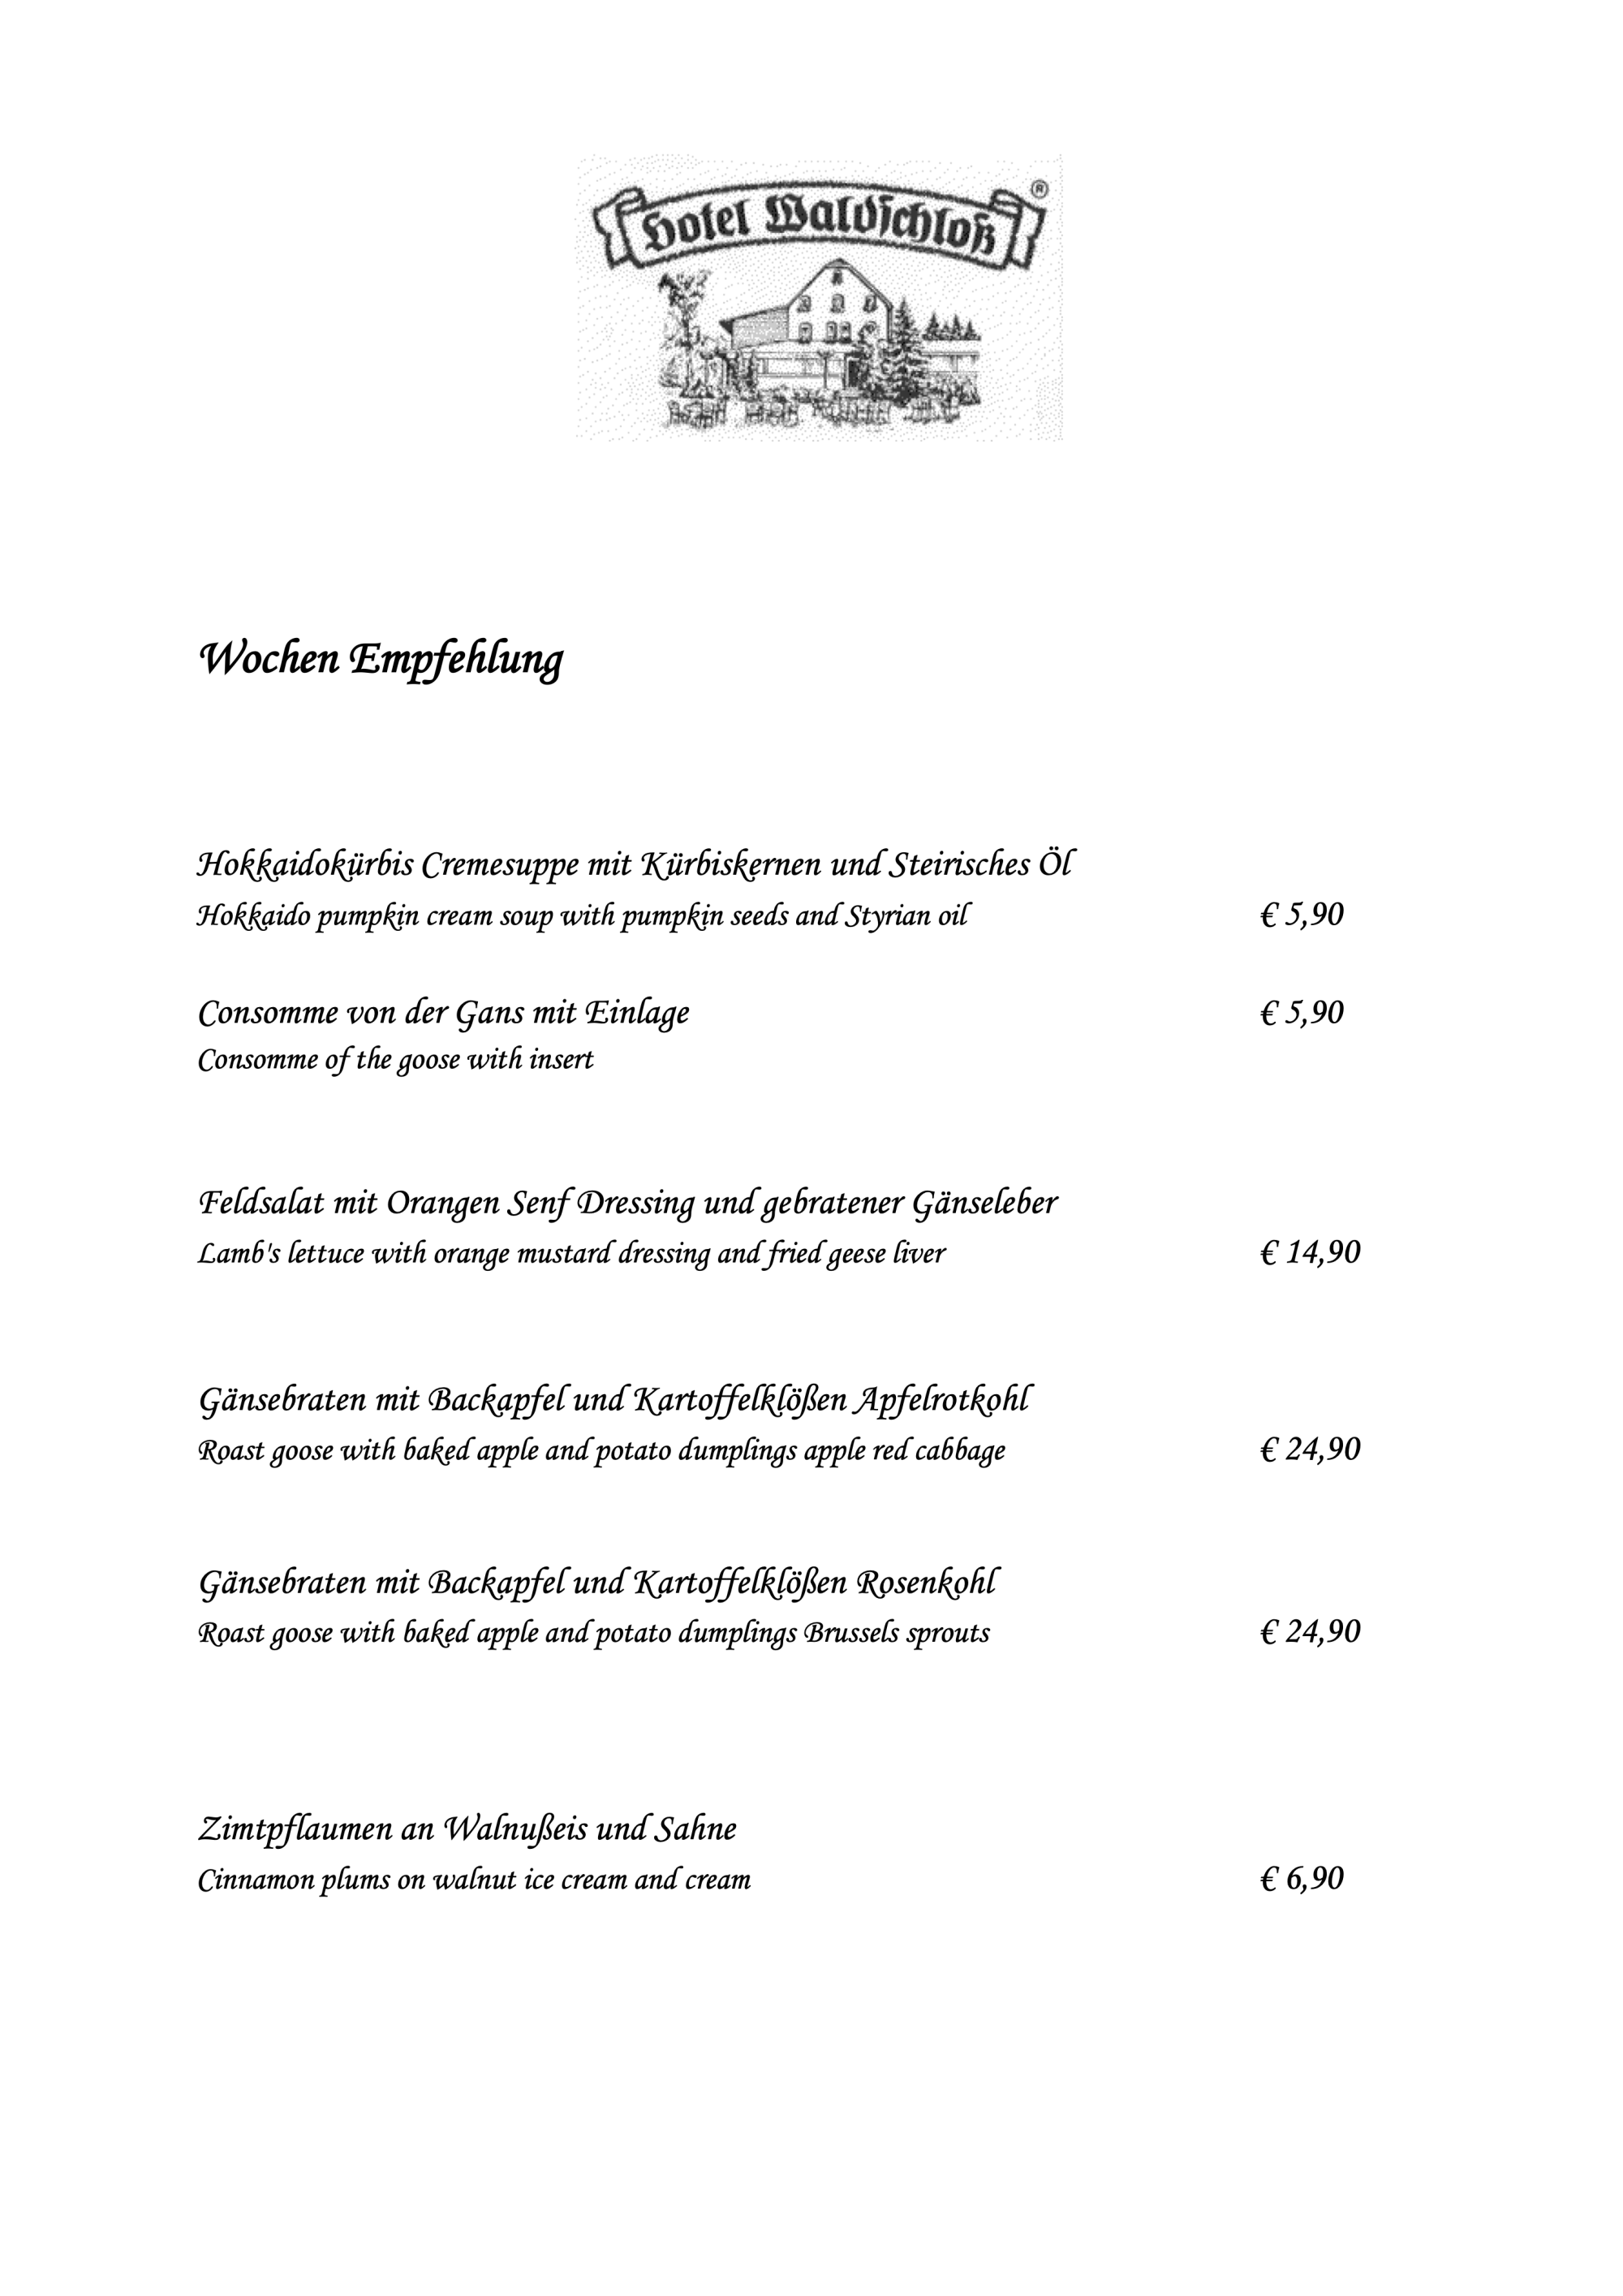 Hotel Waldschloß ®
Wochen Empfehlung
Hokkaidokürbis Cremesuppe mit Kürbiskernen und Steirisches Öl
Hokkaido pumpkin cream soup with pumpkin seeds and Styrian oil € 5,90
Consomme von der Gans mit Einlage € 5,90
Consomme of the goose with insert
Feldsalat mit Orangen Senf Dressing und gebratener Gänseleber
Lamb's lettuce with orange mustard dressing and fried geese liver € 14,90
Gänsebraten mit Backapfel und Kartoffelklößen Apfelrotkohl
Roast goose with baked apple and potato dumplings apple red cabbage € 24,90
Gänsebraten mit Backapfel und Kartoffelklößen Rosenkohl
Roast goose with baked apple and potato dumplings Brussels sprouts € 24,90
Zimtpflaumen an Walnußeis und Sahne
Cinnamon plums on walnut ice cream and cream € 6,90